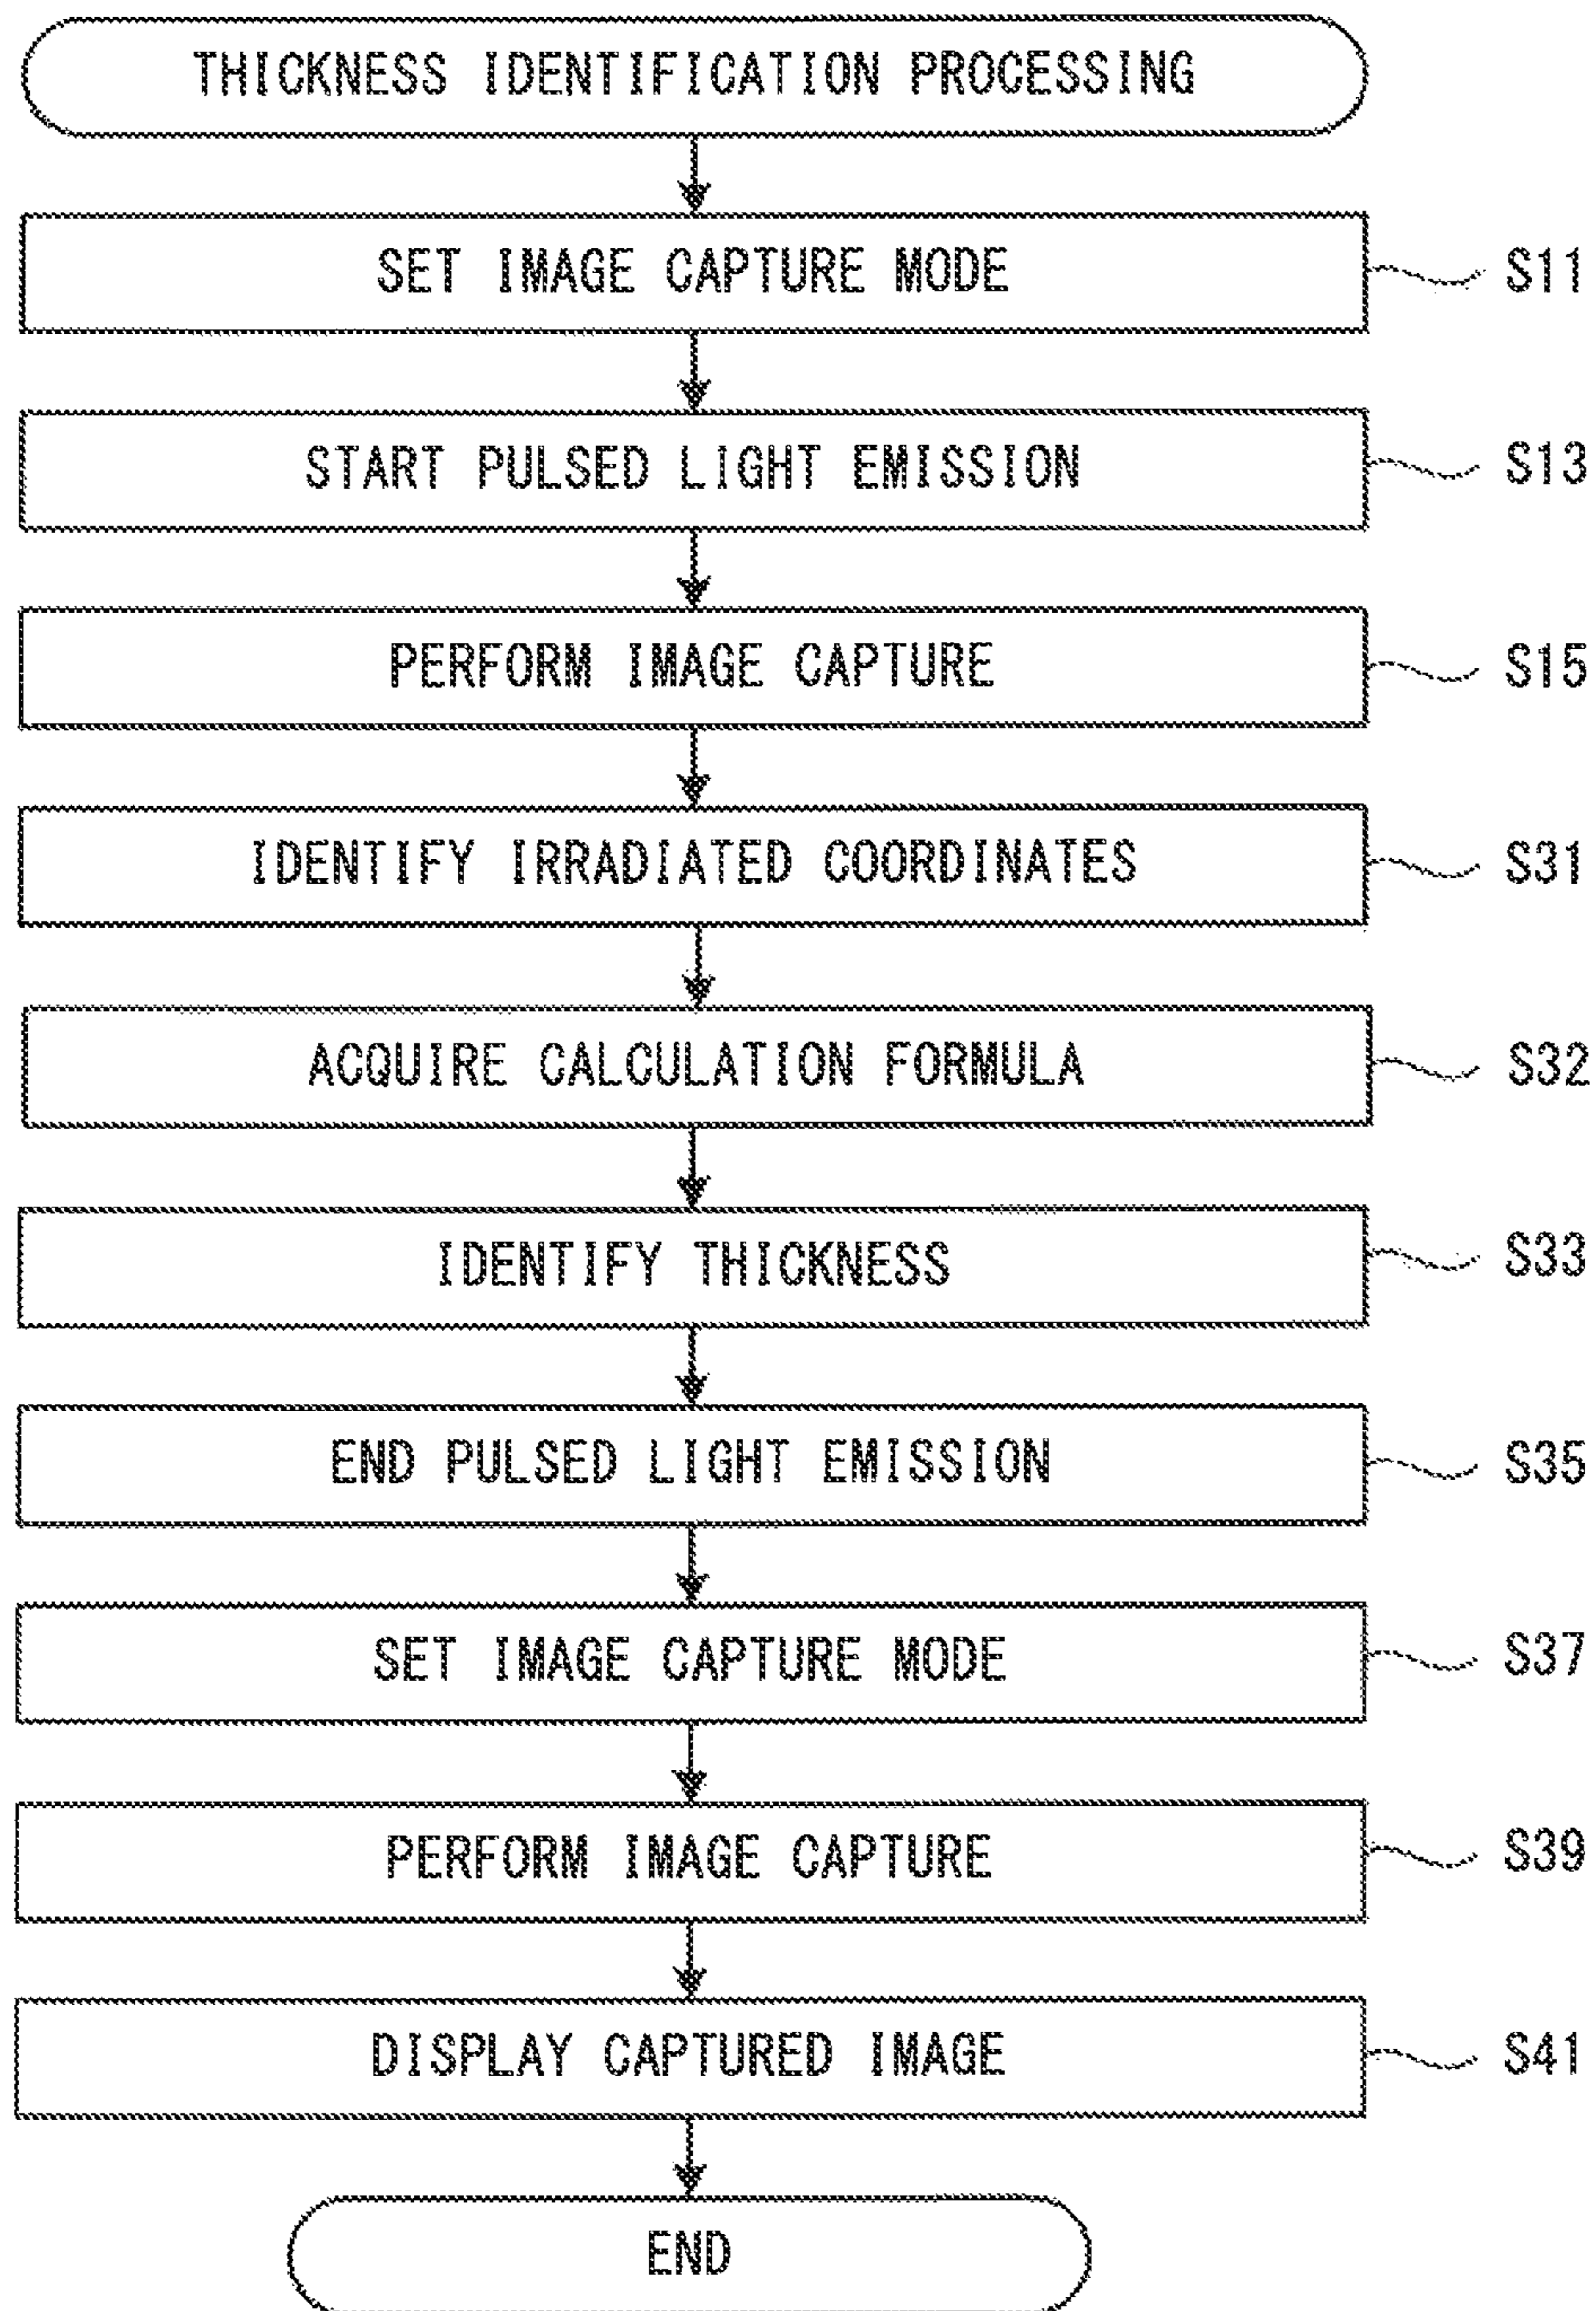 THICKNESS IDENTIFICATION PROCESSING
SET IMAGE CAPTURE MODE S11
START PULSED LIGHT EMISSION S13
PERFORM IMAGE CAPTURE S15
IDENTIFY IRRADIATED COORDINATES S31
ACQUIRE CALCULATION FORMULA S32
IDENTIFY THICKNESS S33
END PULSED LIGHT EMISSION S35
SET IMAGE CAPTURE MODE S37
PERFORM IMAGE CAPTURE S39
DISPLAY CAPTURED IMAGE S41
END